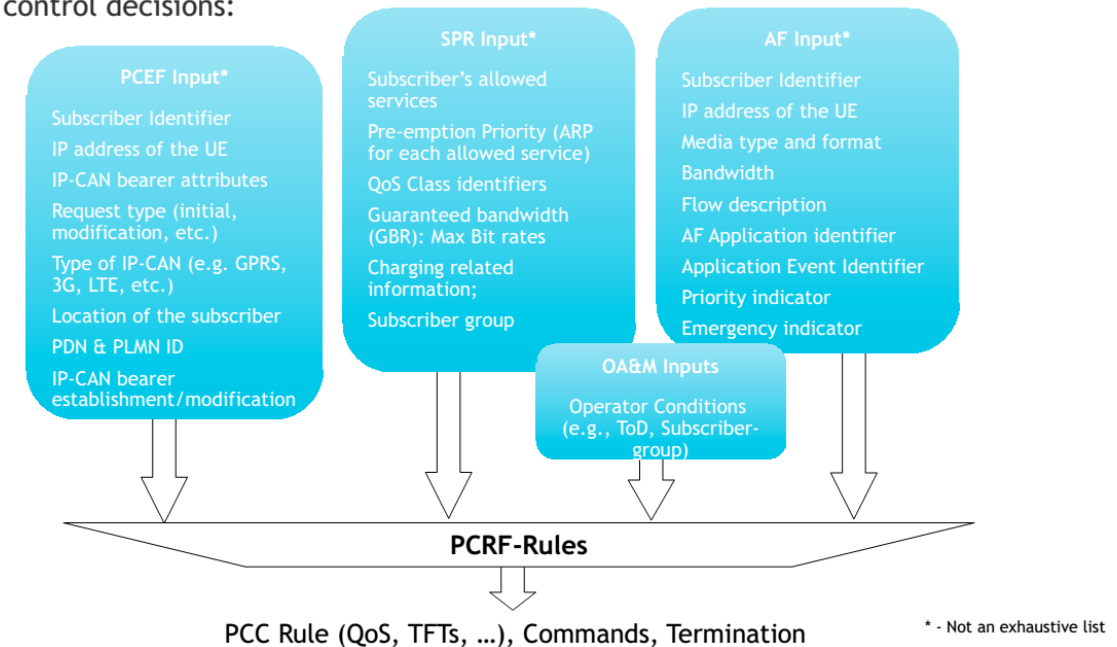 control decisions:
PCEF Input*
Subscriber Identifier
IP address of the UE
IP-CAN bearer attributes
Request type (initial,
modification, etc.)
Type of IP-CAN (e.g. GPRS,
3G, LTE, etc.)
Location of the subscriber
PDN & PLMN ID
IP-CAN bearer
establishment/modification
SPR Input*
Subscriber's allowed
services
Pre-emption Priority (ARP
for each allowed service)
QoS Class identifiers
Guaranteed bandwidth
(GBR): Max Bit rates
Charging related
information;
Subscriber group
AF Input*
Subscriber Identifier
IP address of the UE
Media type and format
Bandwidth
Flow description
AF Application identifier
Application Event Identifier
Priority indicator
Emergency indicator
OA&M Inputs
Operator Conditions
(e.g., ToD, Subscriber-
group)
PCRF-Rules
PCC Rule (QoS, TFTs, …), Commands, Termination
* - Not an exhaustive list